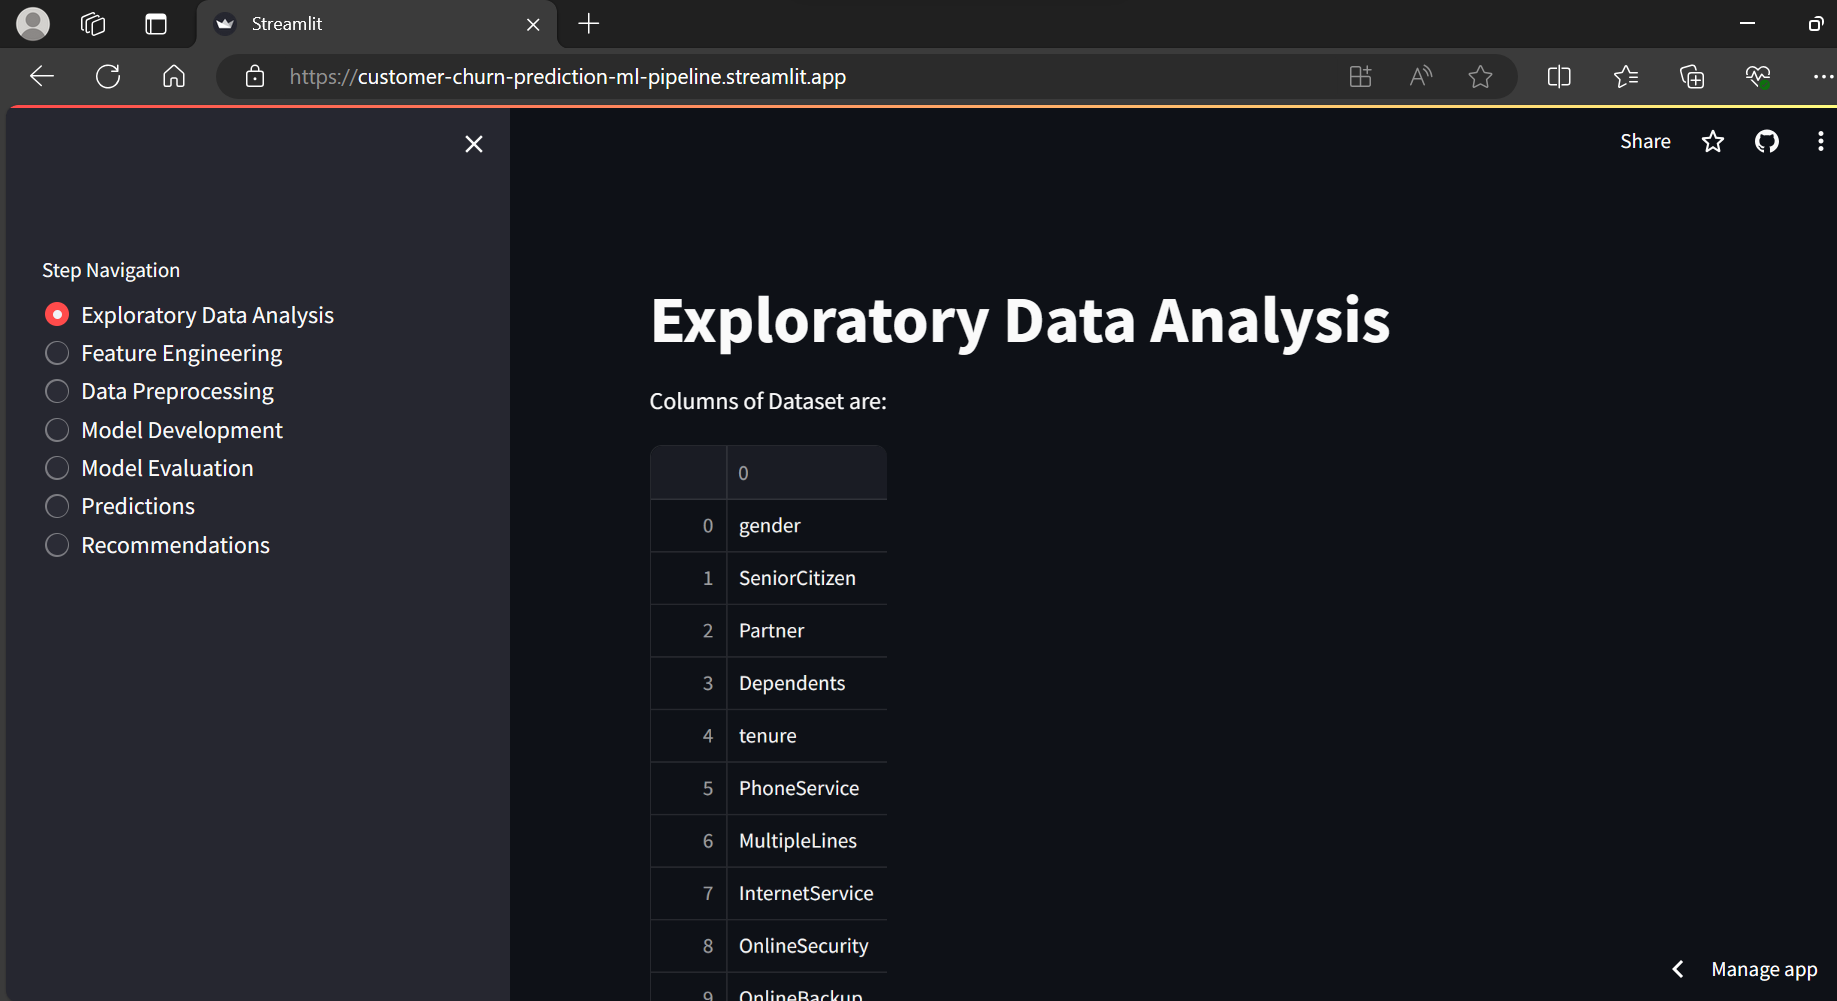 Streamlit
https://customer-churn-prediction-ml-pipeline.streamlit.app
Share
Step Navigation
Exploratory Data Analysis
Feature Engineering
Data Preprocessing
Model Development
Model Evaluation
Predictions
Recommendations
Exploratory Data Analysis
Columns of Dataset are:
0
0 gender
1 SeniorCitizen
2 Partner
3 Dependents
4 tenure
5 PhoneService
6 MultipleLines
7 InternetService
8 OnlineSecurity
9 OnlineBackup
Manage app